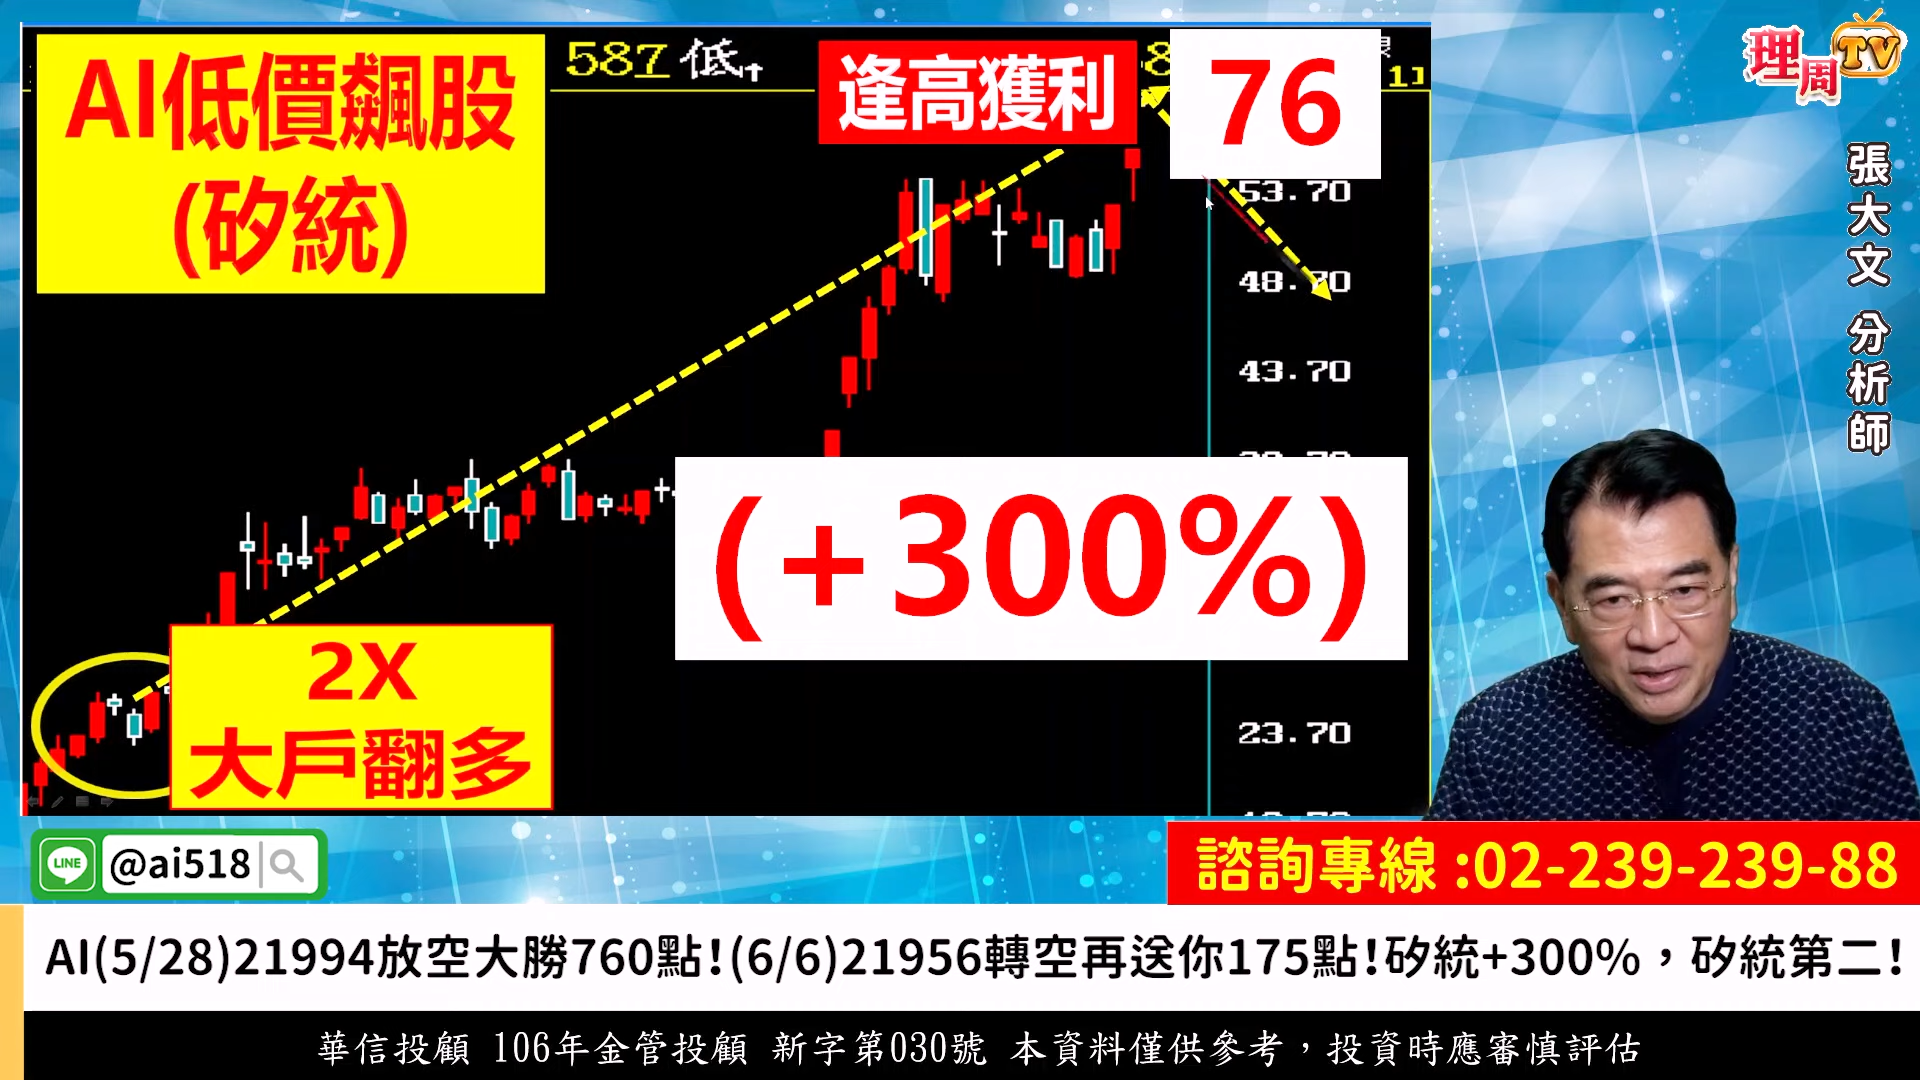 AI低價飆股
(矽統)
587 低↑
逢高獲利
76
理周TV
張大文 分析師
53.70
48.70
43.70
(+300%)
23.70
2X
大戶翻多
LINE
@ai518
諮詢專線:02-239-239-88
AI(5/28)21994放空大勝760點!(6/6)21956轉空再送你175點!矽統+300%，矽統第二!
華信投顧 106年金管投顧 新字第030號 本資料僅供參考，投資時應審慎評估